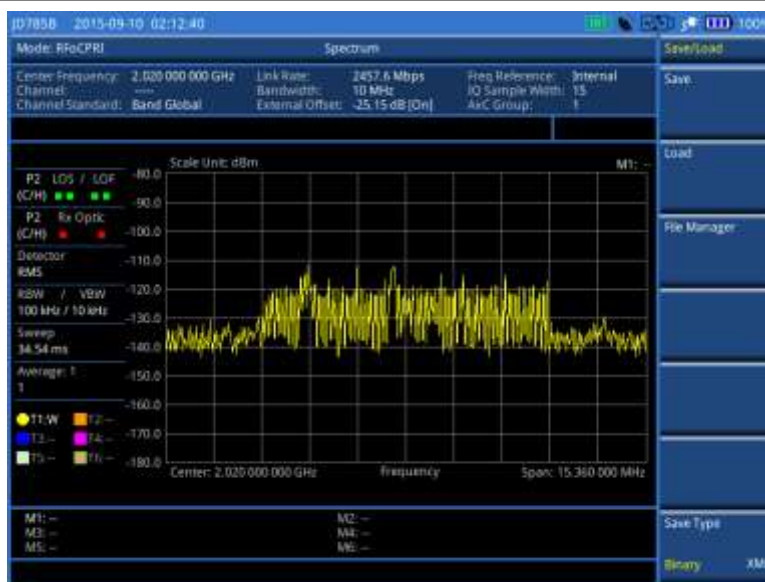 JD785B 2015-09-10 02:12:40 100%
Mode: RFoCPRI Spectrum Save/Load
Center Frequency: 2.020 000 000 GHz Link Rate: 2457.6 Mbps Freq Reference: Internal
Channel: ---- Bandwidth: 10 MHz IQ Sample Width: 15
Channel Standard: Band Global External Offset: -25.15 dB [On] AxC Group: 1
Save
Load
File Manager
Scale Unit: dBm M1: --
P2 LOS / LOF
(C/H)
P2 Rx Optic
(C/H)
Detector
RMS
RBW / VBW
100 kHz / 10 kHz
Sweep
34.54 ms
Average: 1
1
T1:W T2:--
T3:-- T4:--
T5:-- T6:--
-80.0
-90.0
-100.0
-110.0
-120.0
-130.0
-140.0
-150.0
-160.0
-170.0
-180.0
Center: 2.020 000 000 GHz Frequency Span: 15.360 000 MHz
M1: -- M2: --
M3: -- M4: --
M5: -- M6: --
Save Type
Binary XM